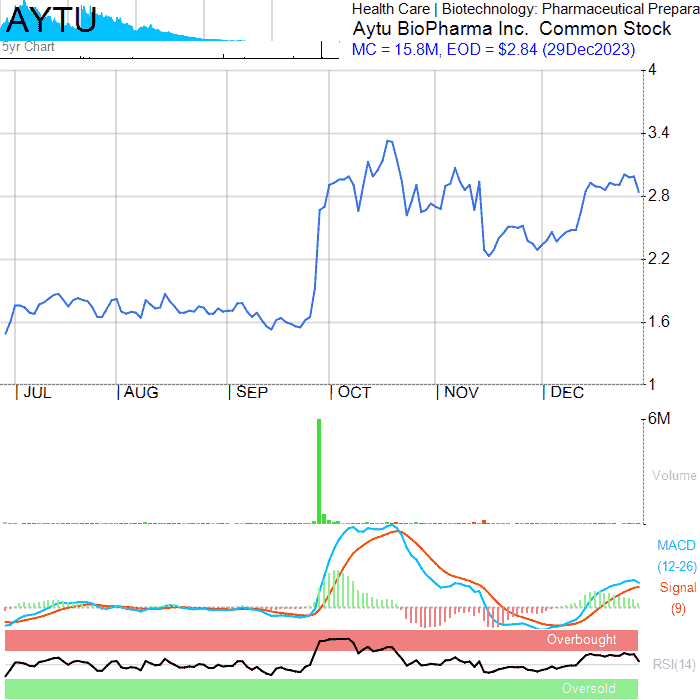 AYTU
5yr Chart
Health Care | Biotechnology: Pharmaceutical Prepara
Aytu BioPharma Inc. Common Stock
MC = 15.8M, EOD = $2.84 (29Dec2023)
4
3.4
2.8
2.2
1.6
1
| JUL | AUG | SEP | OCT | NOV | DEC
6M
Volume
MACD
(12-26)
Signal
(9)
Overbought
RSI(14)
Oversold